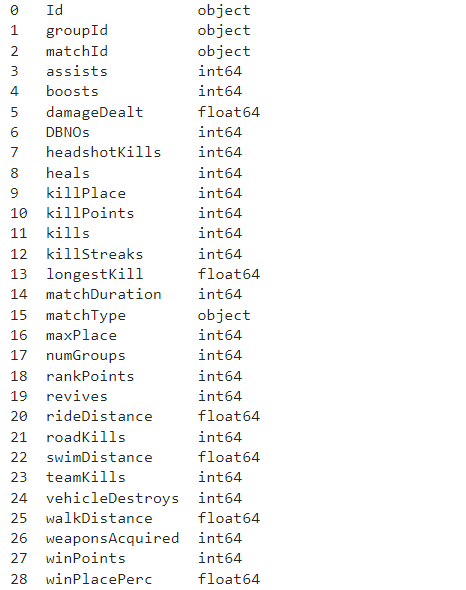 0 Id object
1 groupId object
2 matchId object
3 assists int64
4 boosts int64
5 damageDealt float64
6 DBNOs int64
7 headshotKills int64
8 heals int64
9 killPlace int64
10 killPoints int64
11 kills int64
12 killStreaks int64
13 longestKill float64
14 matchDuration int64
15 matchType object
16 maxPlace int64
17 numGroups int64
18 rankPoints int64
19 revives int64
20 rideDistance float64
21 roadKills int64
22 swimDistance float64
23 teamKills int64
24 vehicleDestroys int64
25 walkDistance float64
26 weaponsAcquired int64
27 winPoints int64
28 winPlacePerc float64